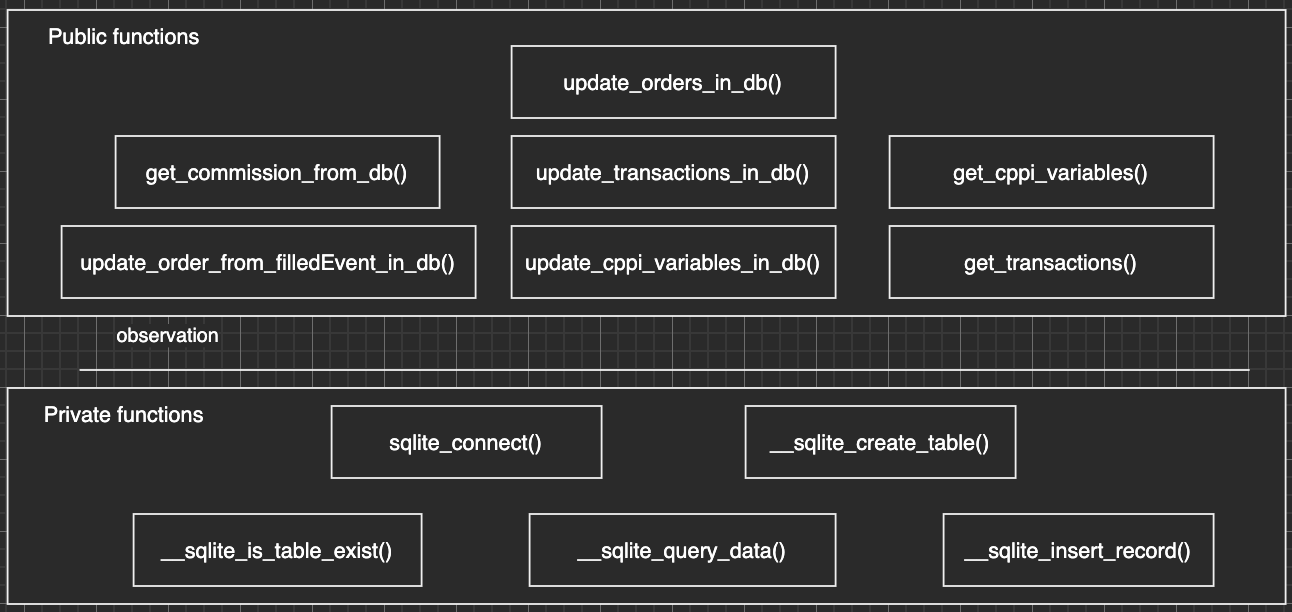 Public functions
update_orders_in_db()
get_commission_from_db()
update_transactions_in_db()
get_cppi_variables()
update_order_from_filledEvent_in_db()
update_cppi_variables_in_db()
get_transactions()
observation
Private functions
sqlite_connect()
__sqlite_create_table()
__sqlite_is_table_exist()
__sqlite_query_data()
__sqlite_insert_record()